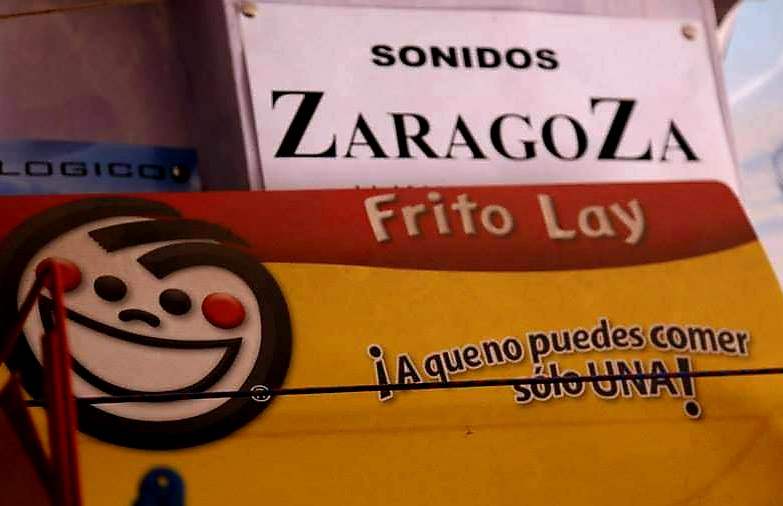 SONIDOS
ZARAGOZA
LOGICO
Frito Lay
¡A que no puedes comer
sólo UNA!
®